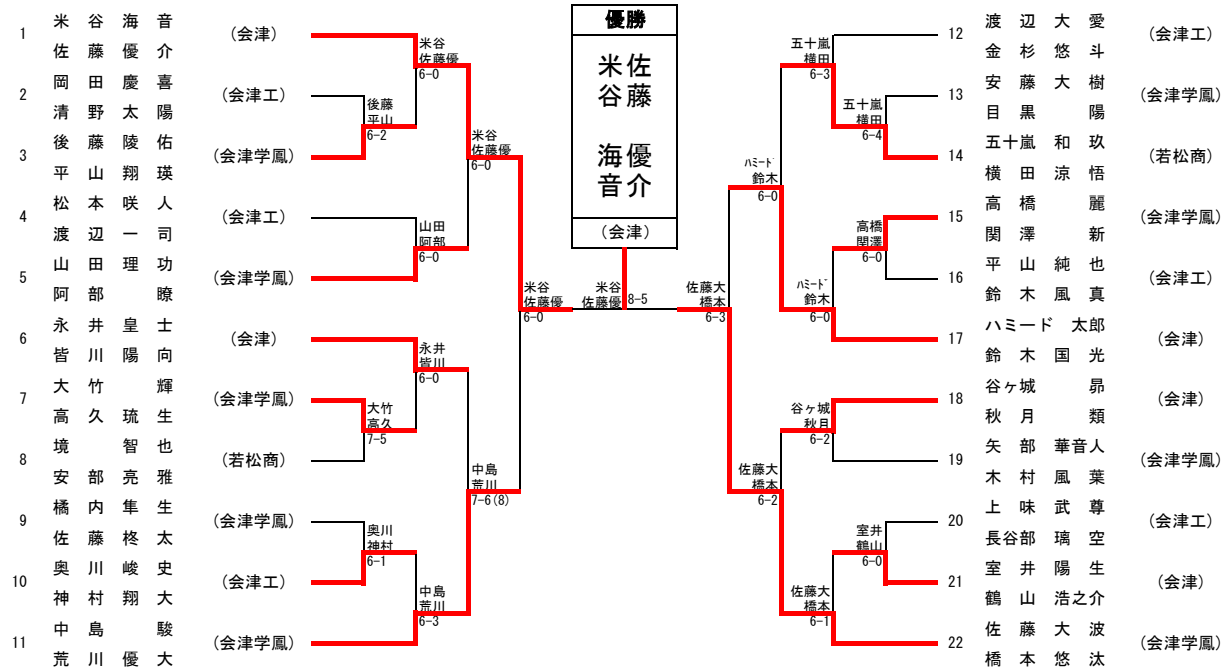 優勝
米谷 海音
佐藤 優介
(会津)
1 米谷海音 (会津)
佐藤優介
2 岡田慶喜 (会津工)
清野太陽
3 後藤陵佑 (会津学鳳)
平山翔瑛
4 松本咲人 (会津工)
渡辺一司
5 山田理功 (会津学鳳)
阿部瞭
6 永井皇士 (会津)
皆川陽向
7 大竹輝 (会津学鳳)
高久琉生
8 境智也 (若松商)
安部亮雅
9 橘内隼生 (会津学鳳)
佐藤柊太
10 奥川峻史 (会津工)
神村翔大
11 中島駿 (会津学鳳)
荒川優大
後藤
平山
6-2
大竹
高久
7-5
奥川
神村
6-1
米谷
佐藤優
6-0
山田
阿部
6-0
永井
皆川
6-0
中島
荒川
6-3
米谷
佐藤優
6-0
中島
荒川
7-6(8)
米谷
佐藤優
6-0
米谷
佐藤優
8-5
佐藤大
橋本
6-3
ハミード
鈴木
6-0
佐藤大
橋本
6-2
五十嵐
横田
6-3
ハミード
鈴木
6-0
谷ヶ城
秋月
6-2
佐藤大
橋本
6-1
五十嵐
横田
6-4
高橋
関澤
6-0
室井
鶴山
6-0
12 渡辺大愛 (会津工)
金杉悠斗
13 安藤大樹 (会津学鳳)
目黒陽
14 五十嵐和玖 (若松商)
横田涼悟
15 高橋麗 (会津学鳳)
関澤新
16 平山純也 (会津工)
鈴木風真
17 ハミード 太郎 (会津)
鈴木国光
18 谷ヶ城昴 (会津)
秋月類
19 矢部華音人 (会津学鳳)
木村風葉
20 上味武尊 (会津工)
長谷部璃空
21 室井陽生 (会津)
鶴山浩之介
22 佐藤大波 (会津学鳳)
橋本悠汰